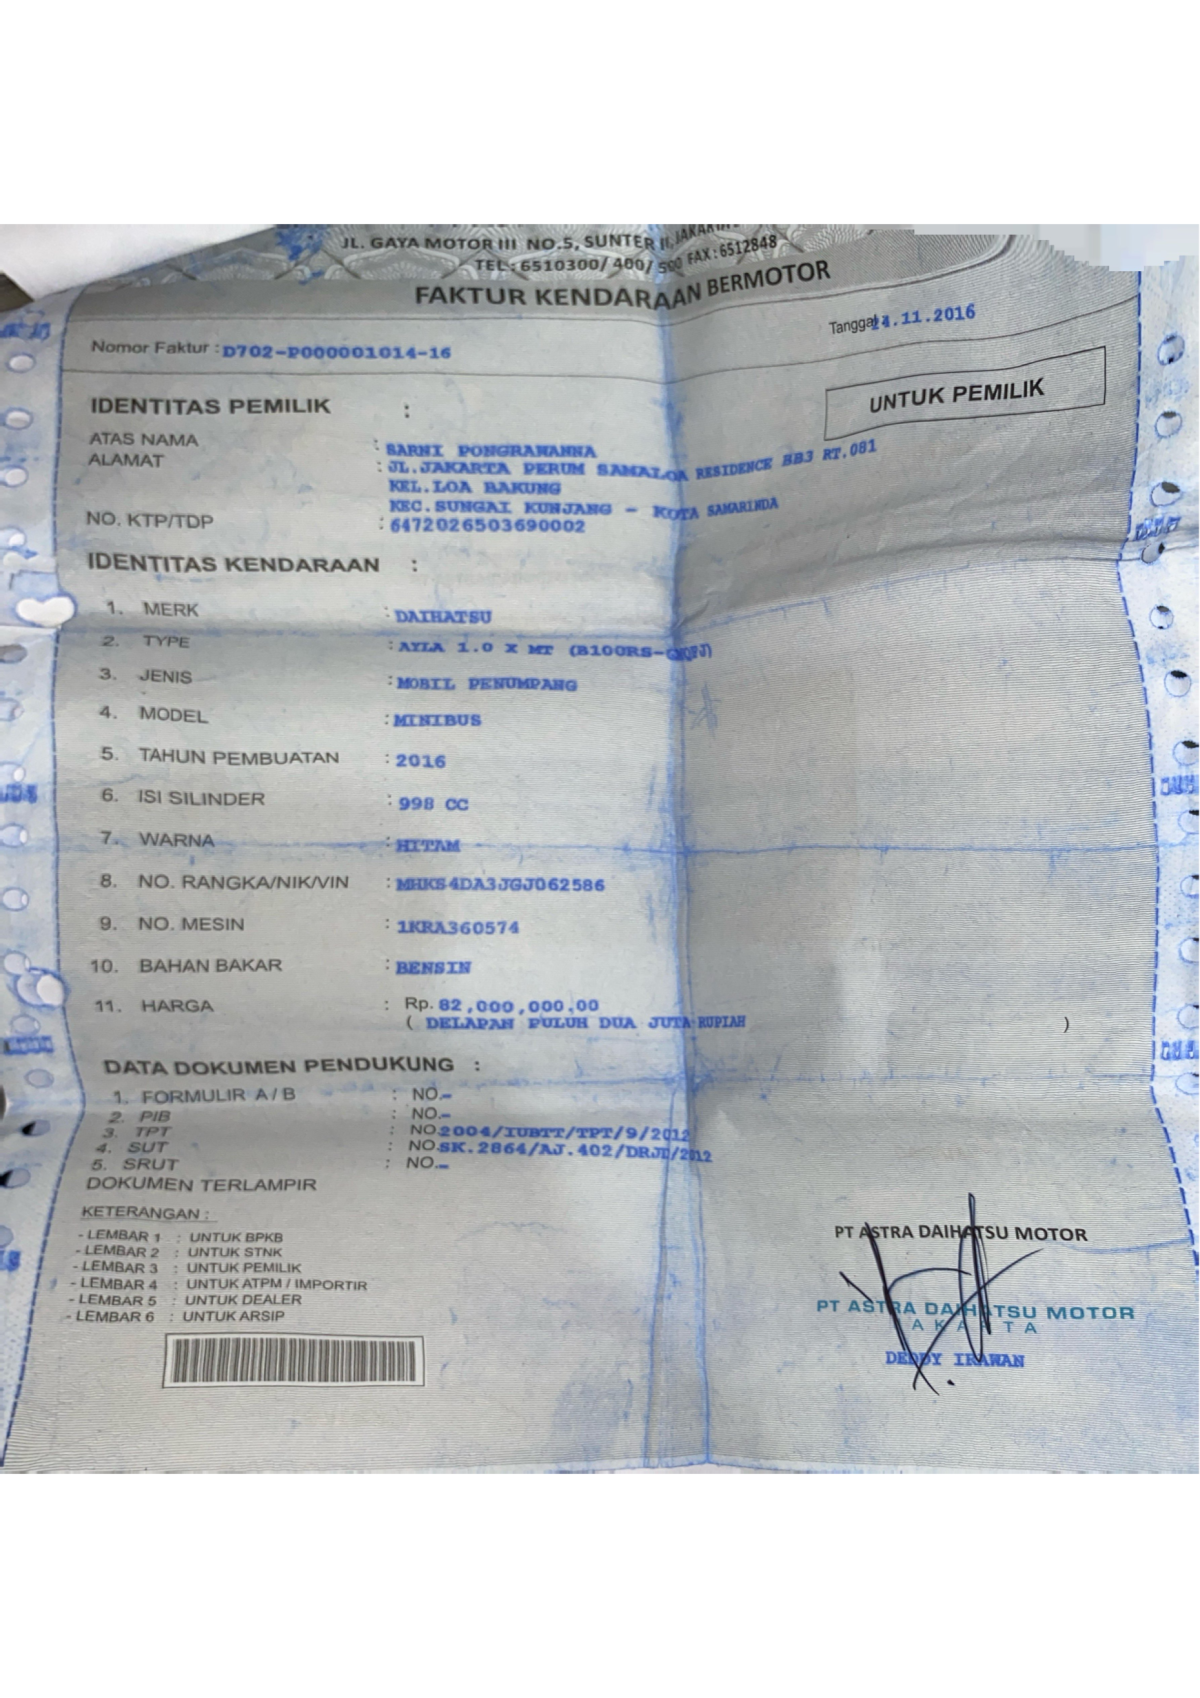 JL. GAYA MOTOR III NO.5, SUNTER II, JAKARTA
TEL: 6510300/ 400/ 500 FAX: 6512848
FAKTUR KENDARAAN BERMOTOR
Tanggal 14.11.2016
Nomor Faktur : D702-P000001014-16
UNTUK PEMILIK
IDENTITAS PEMILIK :
ATAS NAMA : SARNI PONGRAWANNA
ALAMAT : JL.JAKARTA PERUM SAMALOA RESIDENCE BB3 RT.081
KEL.LOA BAKUNG
KEC.SUNGAI KUNJANG - KOTA SAMARINDA
NO. KTP/TDP : 6472026503690002
IDENTITAS KENDARAAN :
1. MERK : DAIHATSU
2. TYPE : AYLA 1.0 X MT
3. JENIS : MOBIL PENUMPANG
4. MODEL : MINIBUS
5. TAHUN PEMBUATAN : 2016
6. ISI SILINDER : 998 CC
7. WARNA : HITAM
8. NO. RANGKA/NIK/VIN : MHKS4DA3JGJ062586
9. NO. MESIN : 1KRA360574
10. BAHAN BAKAR : BENSIN
11. HARGA : Rp. 82,000,000.00
( DELAPAN PULUH DUA JUTA RUPIAH )
DATA DOKUMEN PENDUKUNG :
1. FORMULIR A / B : NO.-
2. PIB : NO.-
3. TPT : NO.2004/IUBTT/TPT/9/2012
4. SUT : NO.SK.2864/AJ.402/DRJD/2012
5. SRUT : NO.-
DOKUMEN TERLAMPIR
KETERANGAN :
- LEMBAR 1 : UNTUK BPKB
- LEMBAR 2 : UNTUK STNK
- LEMBAR 3 : UNTUK PEMILIK
- LEMBAR 4 : UNTUK ATPM / IMPORTIR
- LEMBAR 5 : UNTUK DEALER
- LEMBAR 6 : UNTUK ARSIP
PT ASTRA DAIHATSU MOTOR
PT ASTRA DAIHATSU MOTOR
JAKARTA
DEDDY IRAWAN